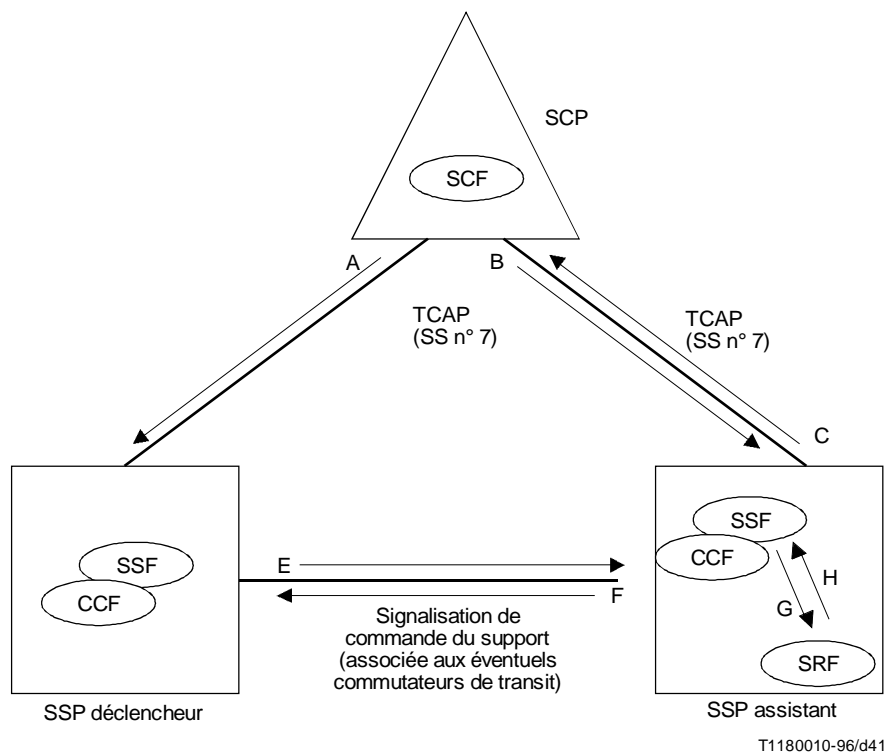 SCP
SCF
A
B
TCAP
(SS n° 7)
TCAP
(SS n° 7)
C
SSF
CCF
E
F
Signalisation de
commande du support
(associée aux éventuels
commutateurs de transit)
SSF
CCF
H
G
SRF
SSP déclencheur
SSP assistant
T1180010-96/d41